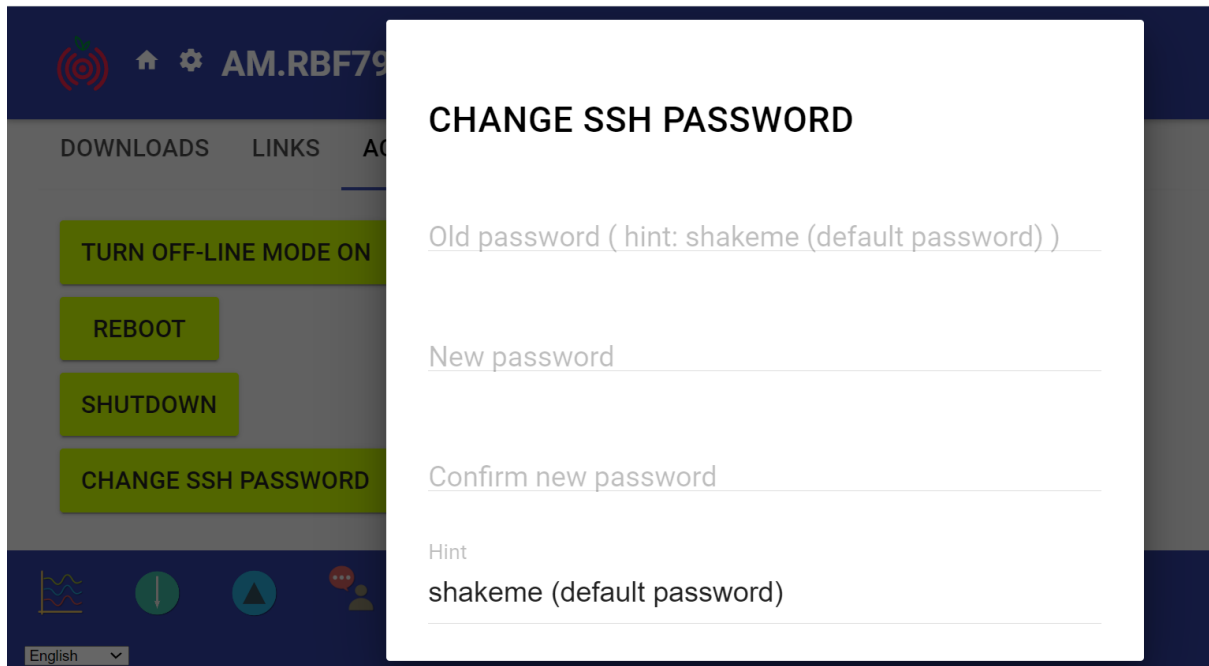 AM.RBF79
DOWNLOADS LINKS
TURN OFF-LINE MODE ON
REBOOT
SHUTDOWN
CHANGE SSH PASSWORD
English
CHANGE SSH PASSWORD
Old password ( hint: shakeme (default password) )
New password
Confirm new password
Hint
shakeme (default password)